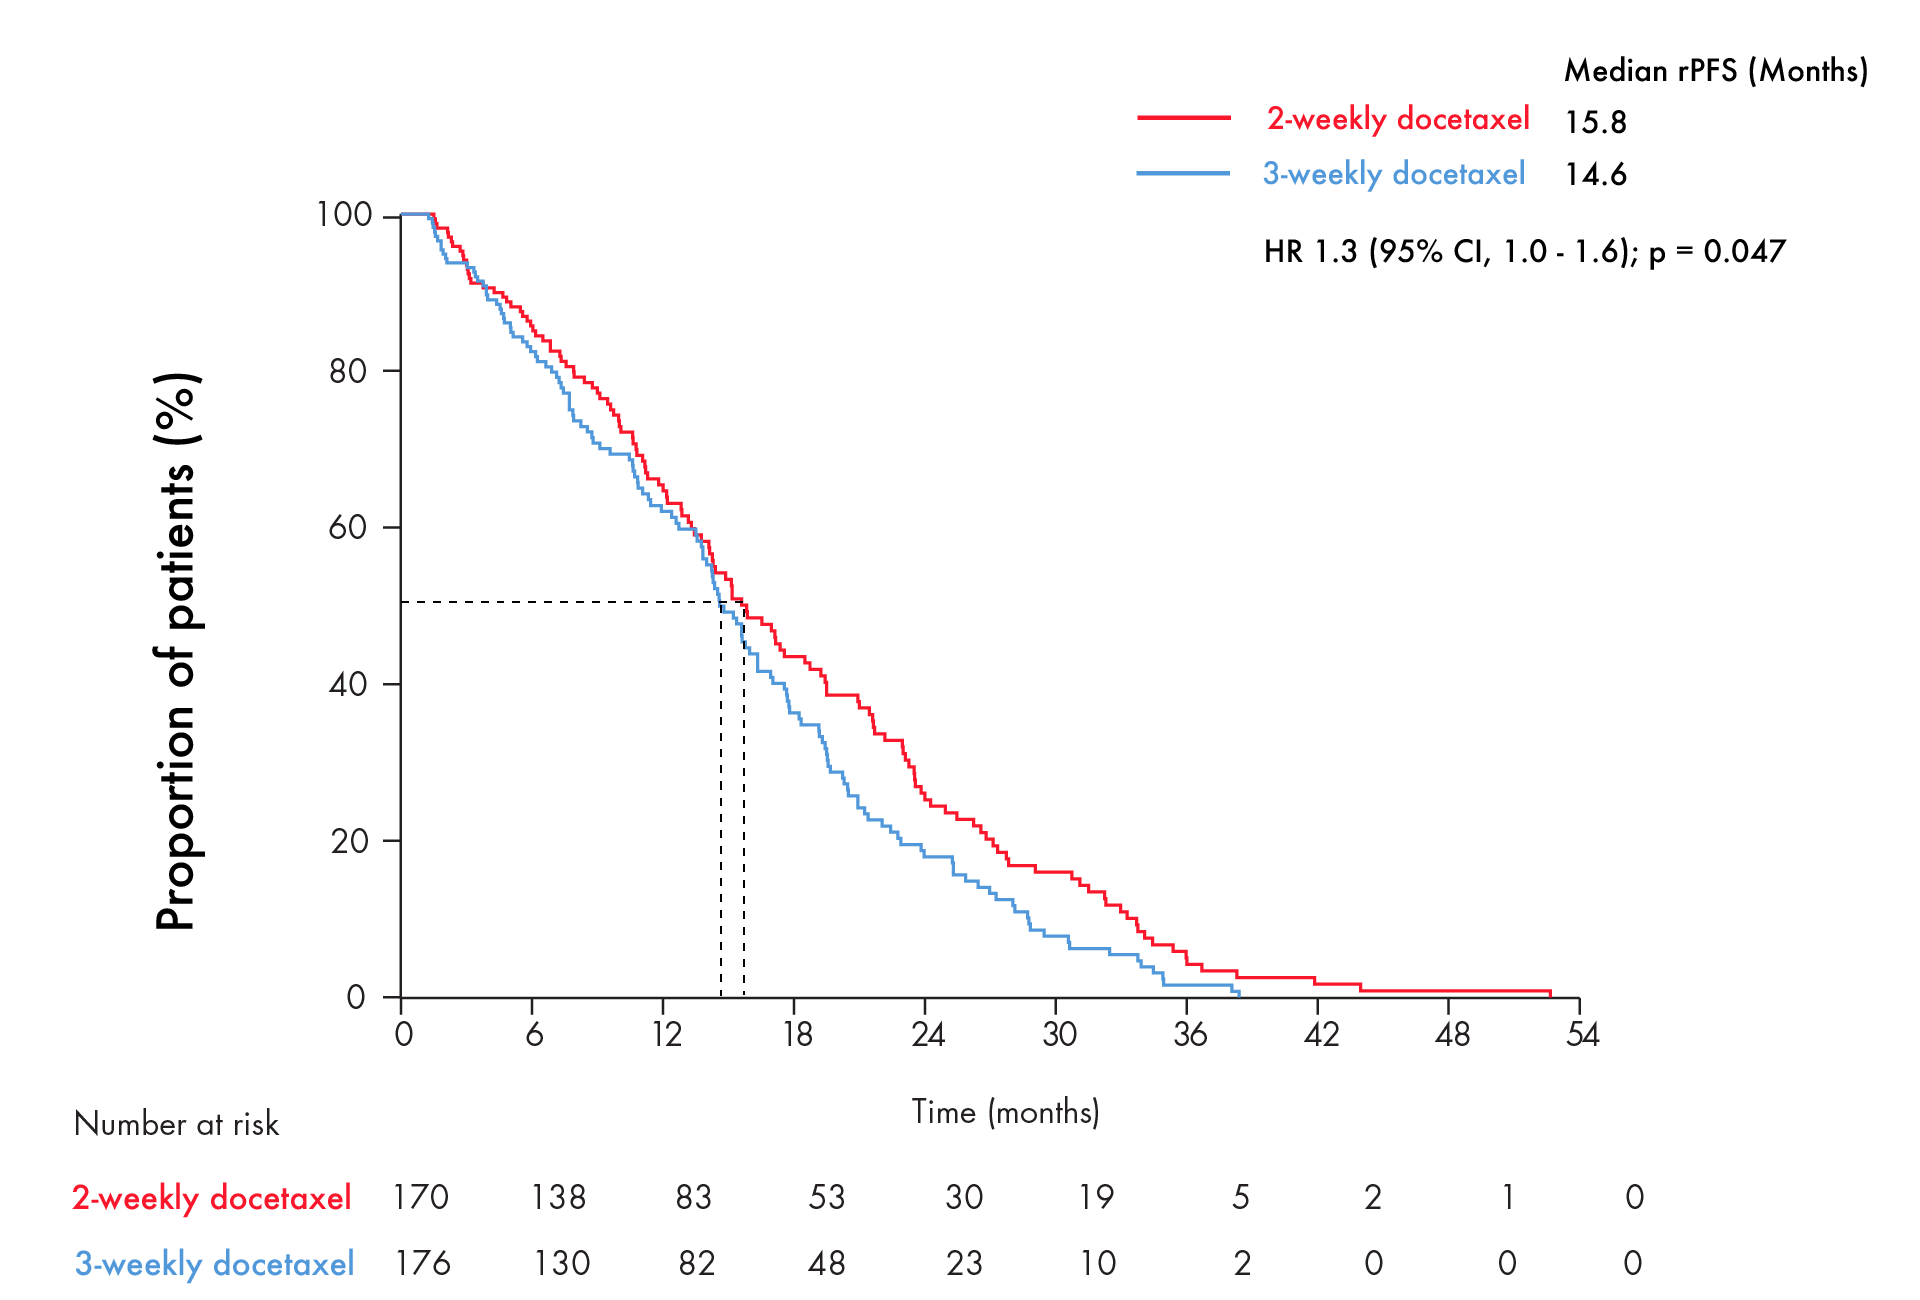 Median rPFS (Months)
2-weekly docetaxel 15.8
3-weekly docetaxel 14.6
HR 1.3 (95% CI, 1.0 - 1.6); p = 0.047
Proportion of patients (%)
100
80
60
40
20
0
0 6 12 18 24 30 36 42 48 54
Time (months)
Number at risk
2-weekly docetaxel 170 138 83 53 30 19 5 2 1 0
3-weekly docetaxel 176 130 82 48 23 10 2 0 0 0